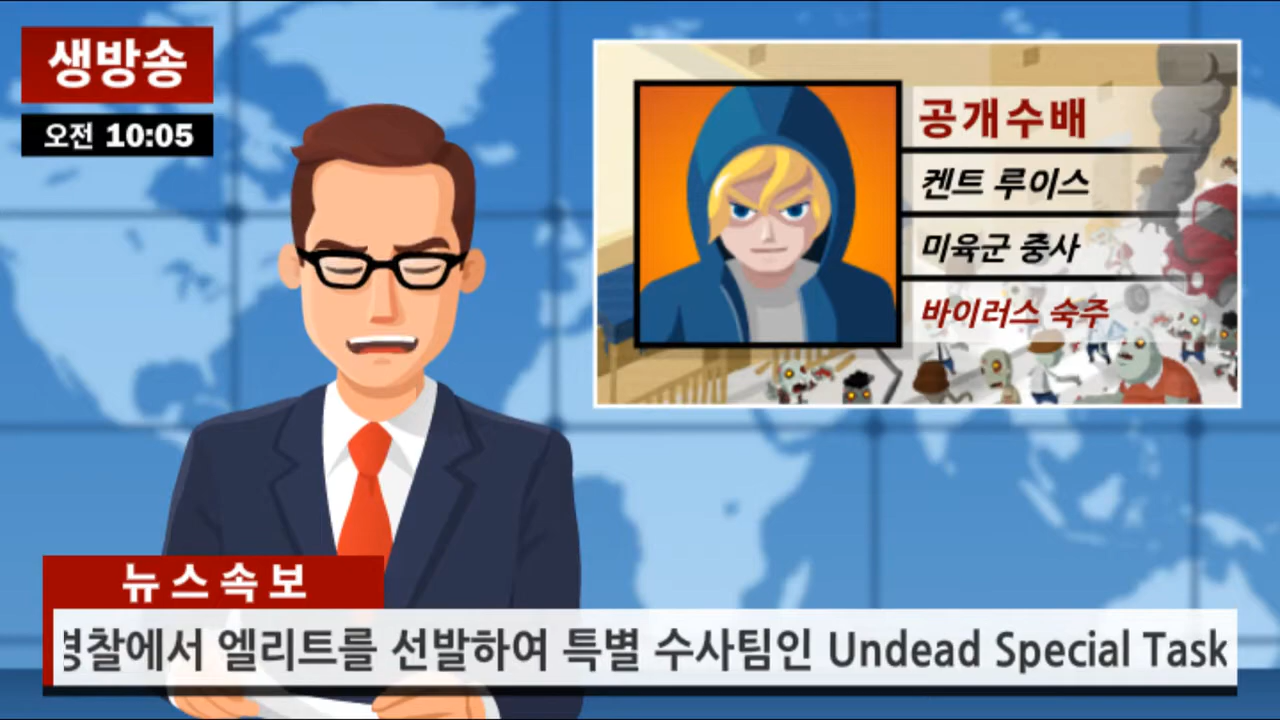 생방송
오전 10:05
공개수배
켄트 루이스
미육군 중사
바이러스 숙주
뉴스속보
경찰에서 엘리트를 선발하여 특별 수사팀인 Undead Special Task